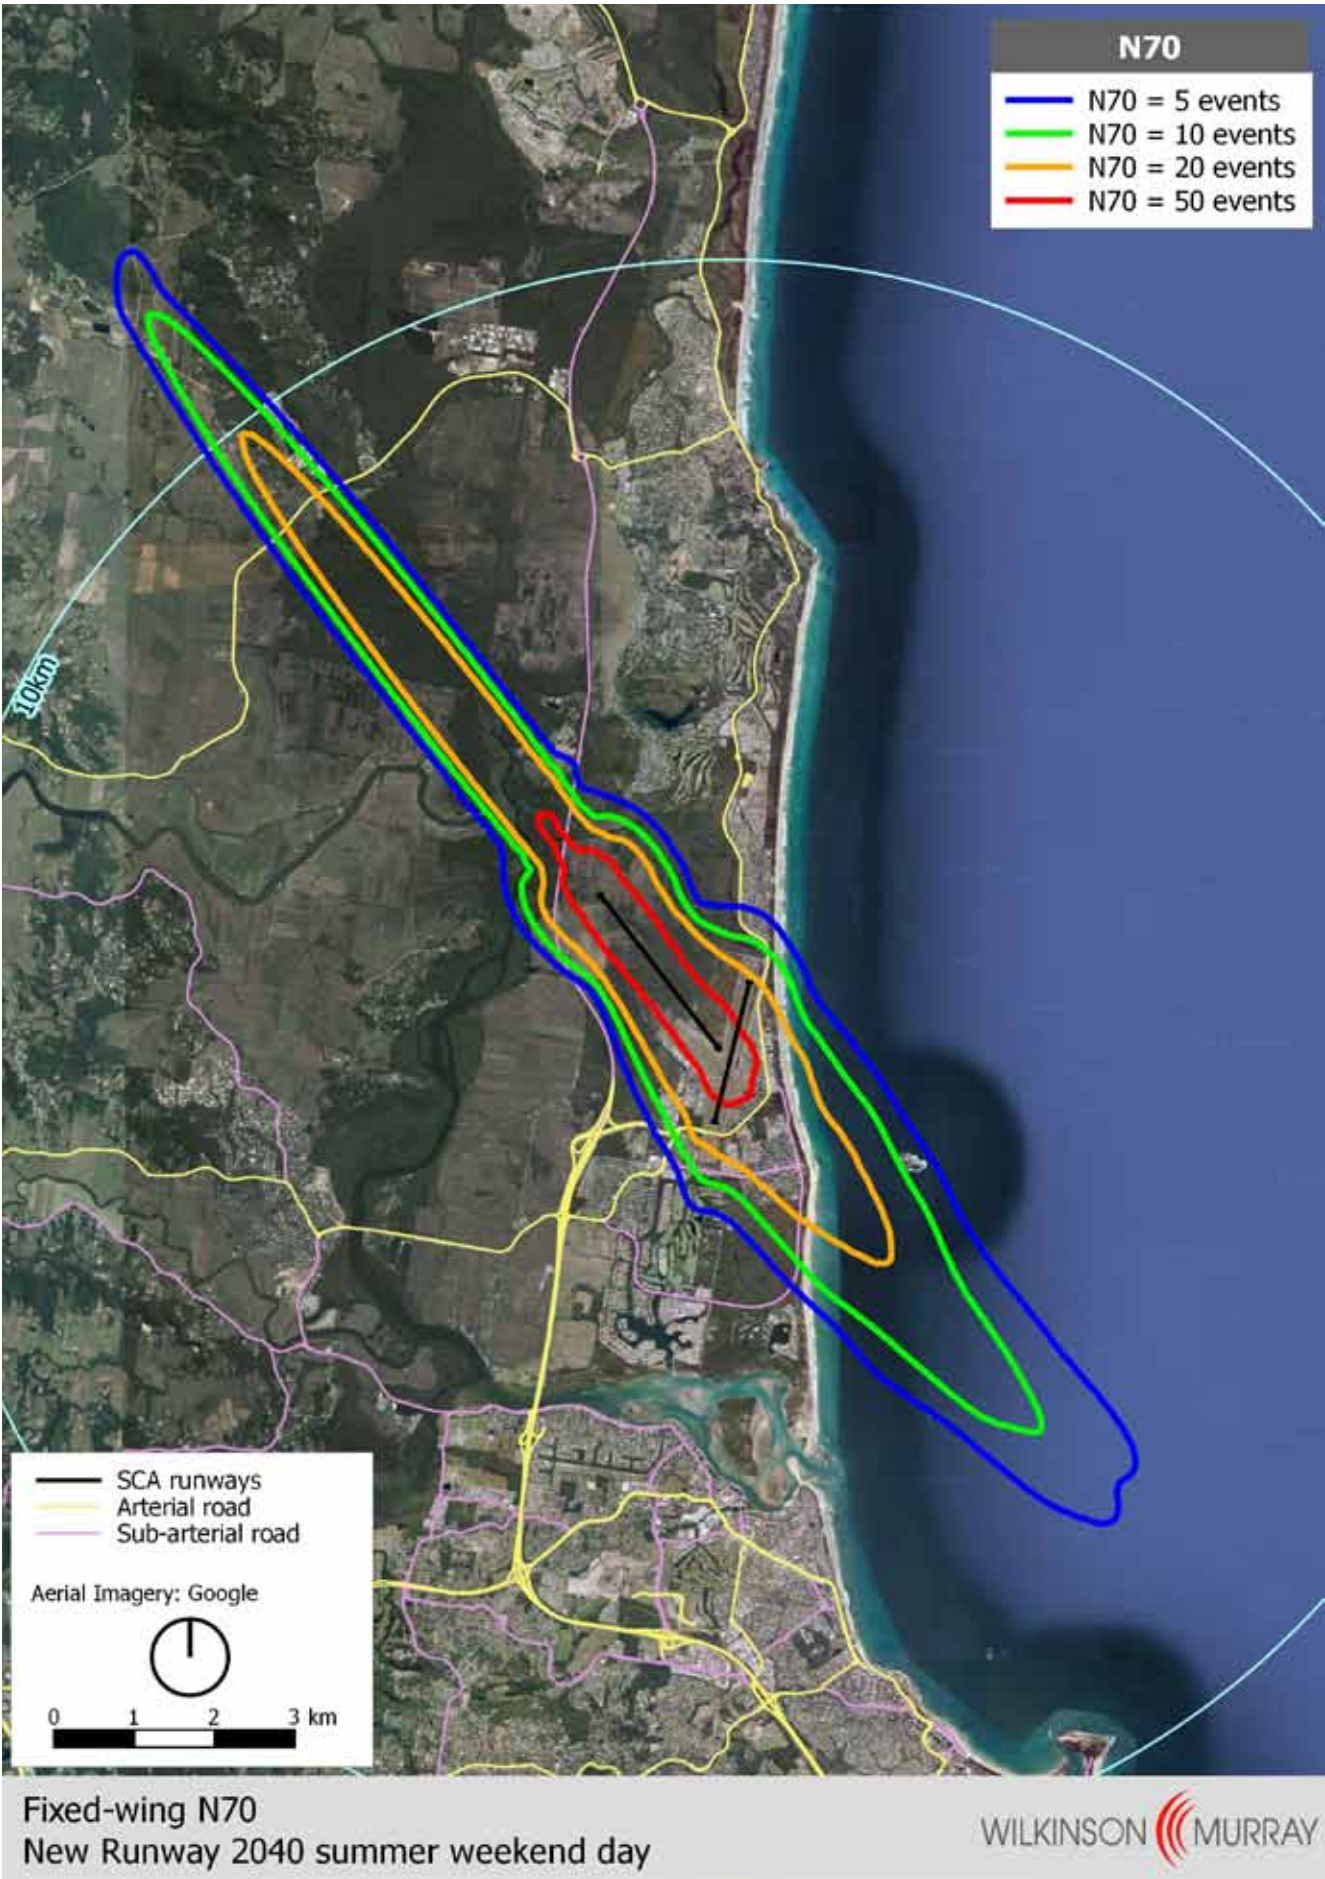 N70
N70 = 5 events
N70 = 10 events
N70 = 20 events
N70 = 50 events
10km
SCA runways
Arterial road
Sub-arterial road
Aerial Imagery: Google
0 1 2 3 km
Fixed-wing N70
New Runway 2040 summer weekend day
WILKINSON MURRAY